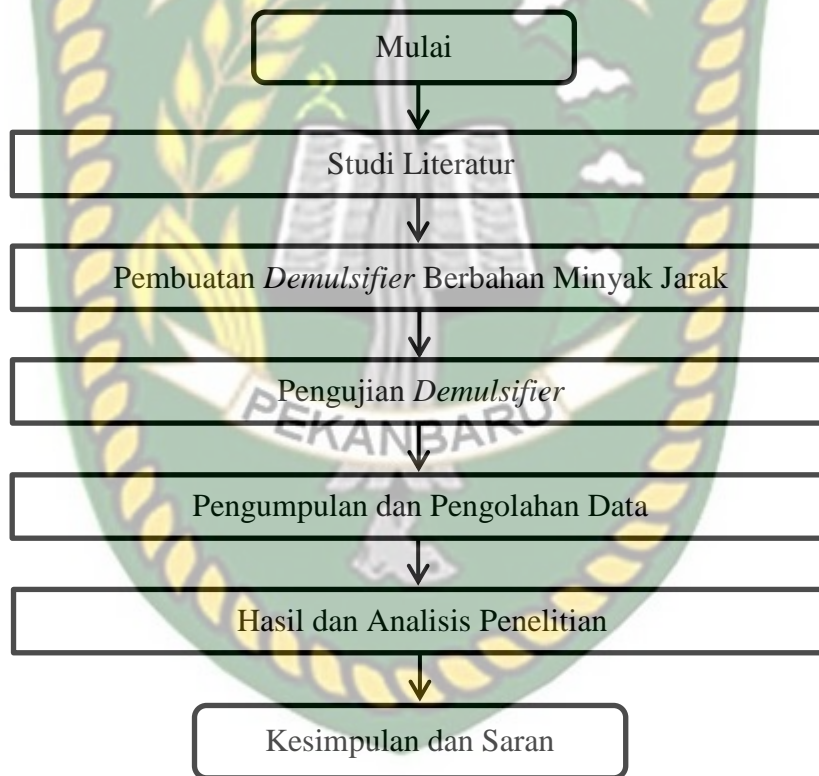 Mulai
Studi Literatur
Pembuatan Demulsifier Berbahan Minyak Jarak
Pengujian Demulsifier
PEKANBARU
Pengumpulan dan Pengolahan Data
Hasil dan Analisis Penelitian
Kesimpulan dan Saran